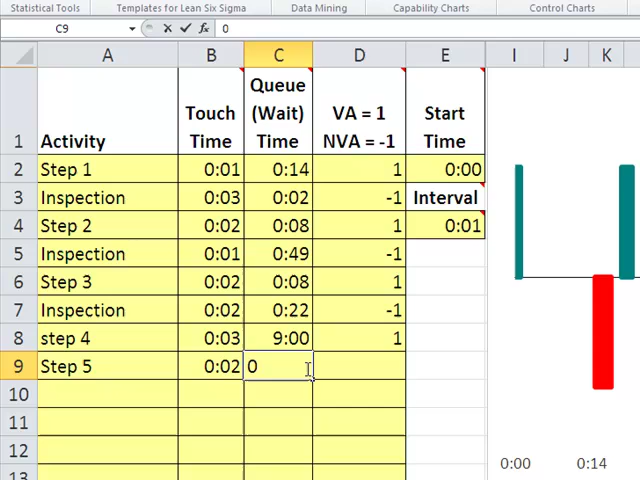 Statistical Tools Templates for Lean Six Sigma Data Mining Capability Charts Control Charts
C9 fx 0
A B C D E I J K
1 Activity Touch Time Queue (Wait) Time VA = 1 NVA = -1 Start Time
2 Step 1 0:01 0:14 1 0:00
3 Inspection 0:03 0:02 -1 Interval
4 Step 2 0:02 0:08 1 0:01
5 Inspection 0:01 0:49 -1
6 Step 3 0:02 0:08 1
7 Inspection 0:02 0:22 -1
8 step 4 0:03 9:00 1
9 Step 5 0:02 0
10
11
12
13
0:00 0:14